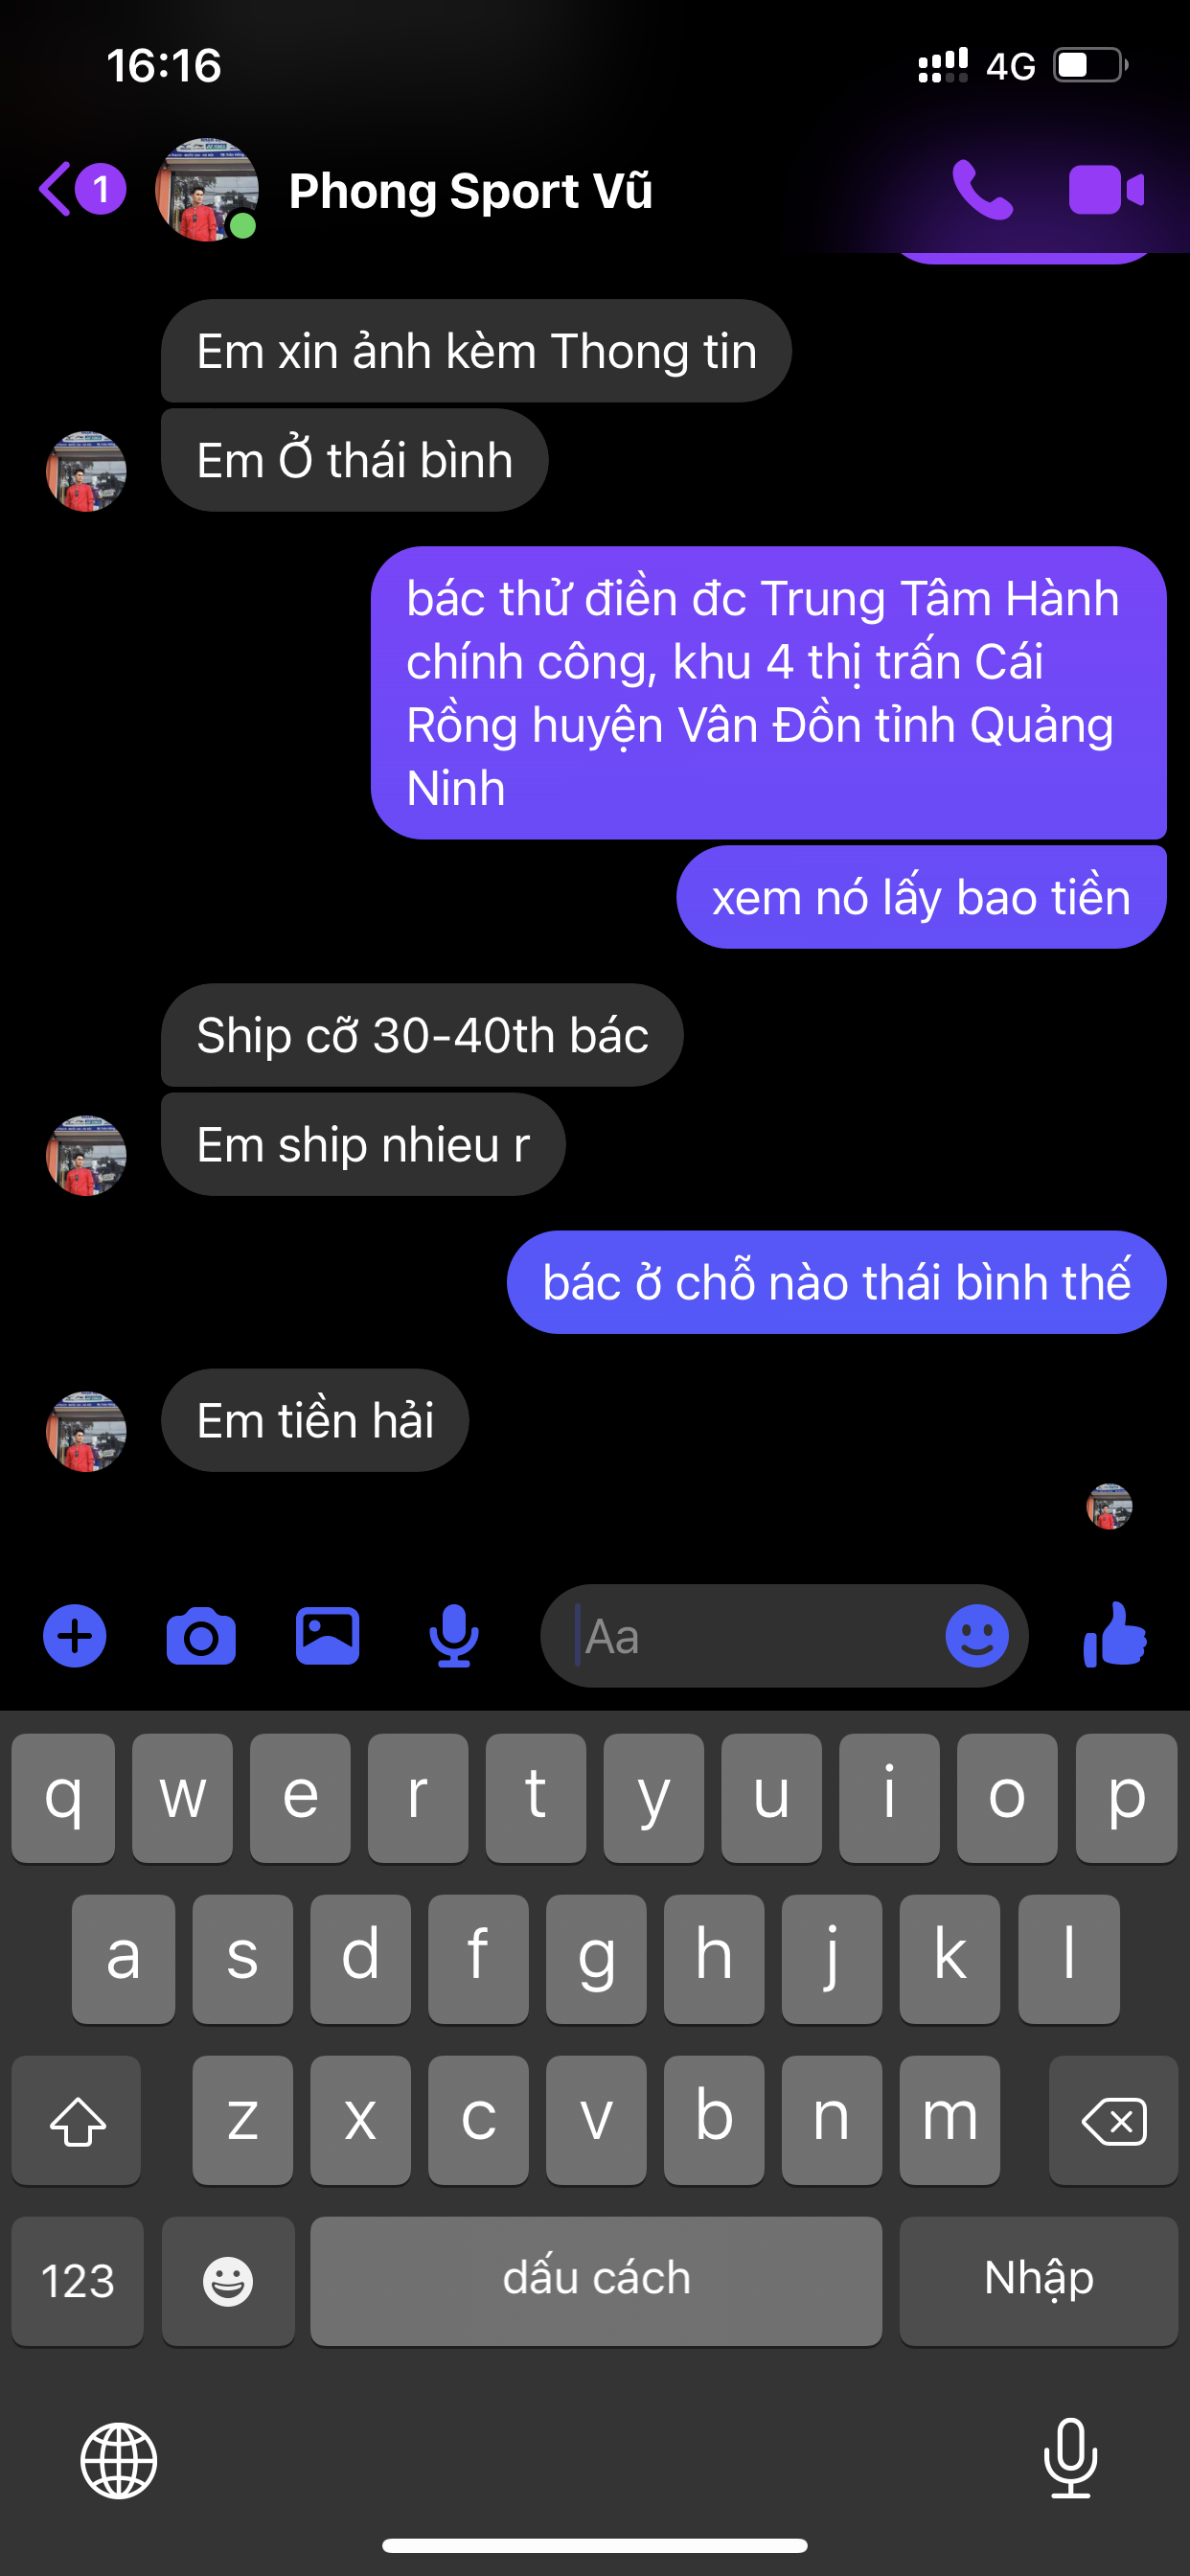 16:16
4G
1
Phong Sport Vũ
Em xin ảnh kèm Thong tin
Em Ở thái bình
bác thử điền đc Trung Tâm Hành
chính công, khu 4 thị trấn Cái
Rồng huyện Vân Đồn tỉnh Quảng
Ninh
xem nó lấy bao tiền
Ship cỡ 30-40th bác
Em ship nhieu r
bác ở chỗ nào thái bình thế
Em tiền hải
Aa
q w e r t y u i o p
a s d f g h j k l
z x c v b n m
123 dấu cách Nhập